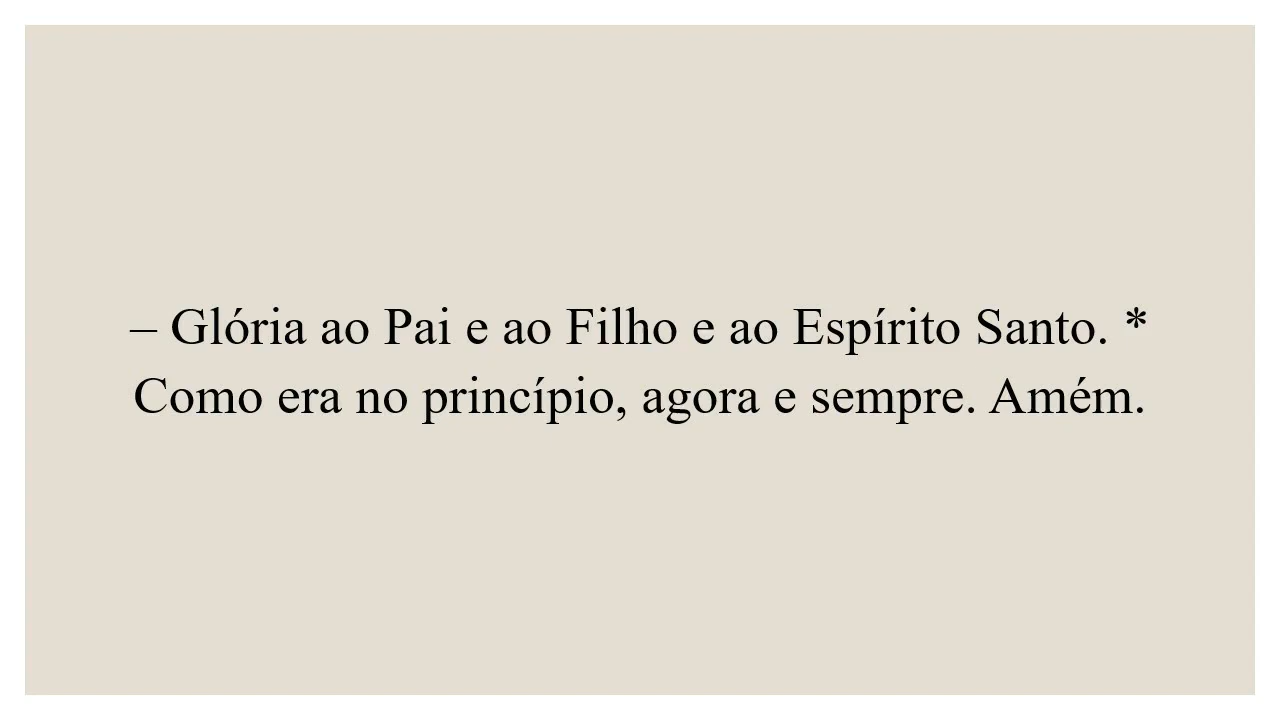 – Glória ao Pai e ao Filho e ao Espírito Santo. *
Como era no princípio, agora e sempre. Amém.